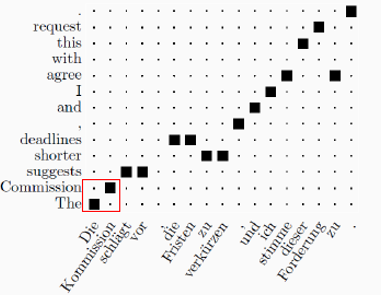 .
request
this
with
agree
I
and
,
deadlines
shorter
suggests
Commission
The
Die
Kommission
schlägt
vor
,
die
Fristen
zu
verkürzen
,
und
ich
stimme
dieser
Forderung
zu
.